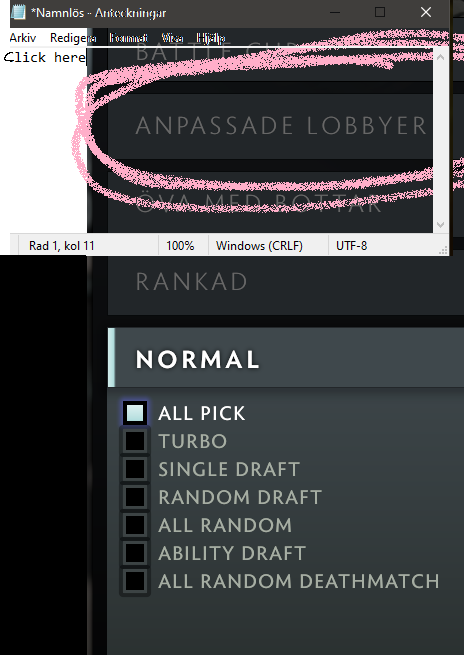 *Namnlös - Anteckningar
Arkiv Redigera Format Visa Hjälp
Click here
BATTLE CUP
ANPASSADE LOBBYER
ÖVA MED BOTTAR
Rad 1, kol 11 100% Windows (CRLF) UTF-8
RANKAD
NORMAL
ALL PICK
TURBO
SINGLE DRAFT
RANDOM DRAFT
ALL RANDOM
ABILITY DRAFT
ALL RANDOM DEATHMATCH